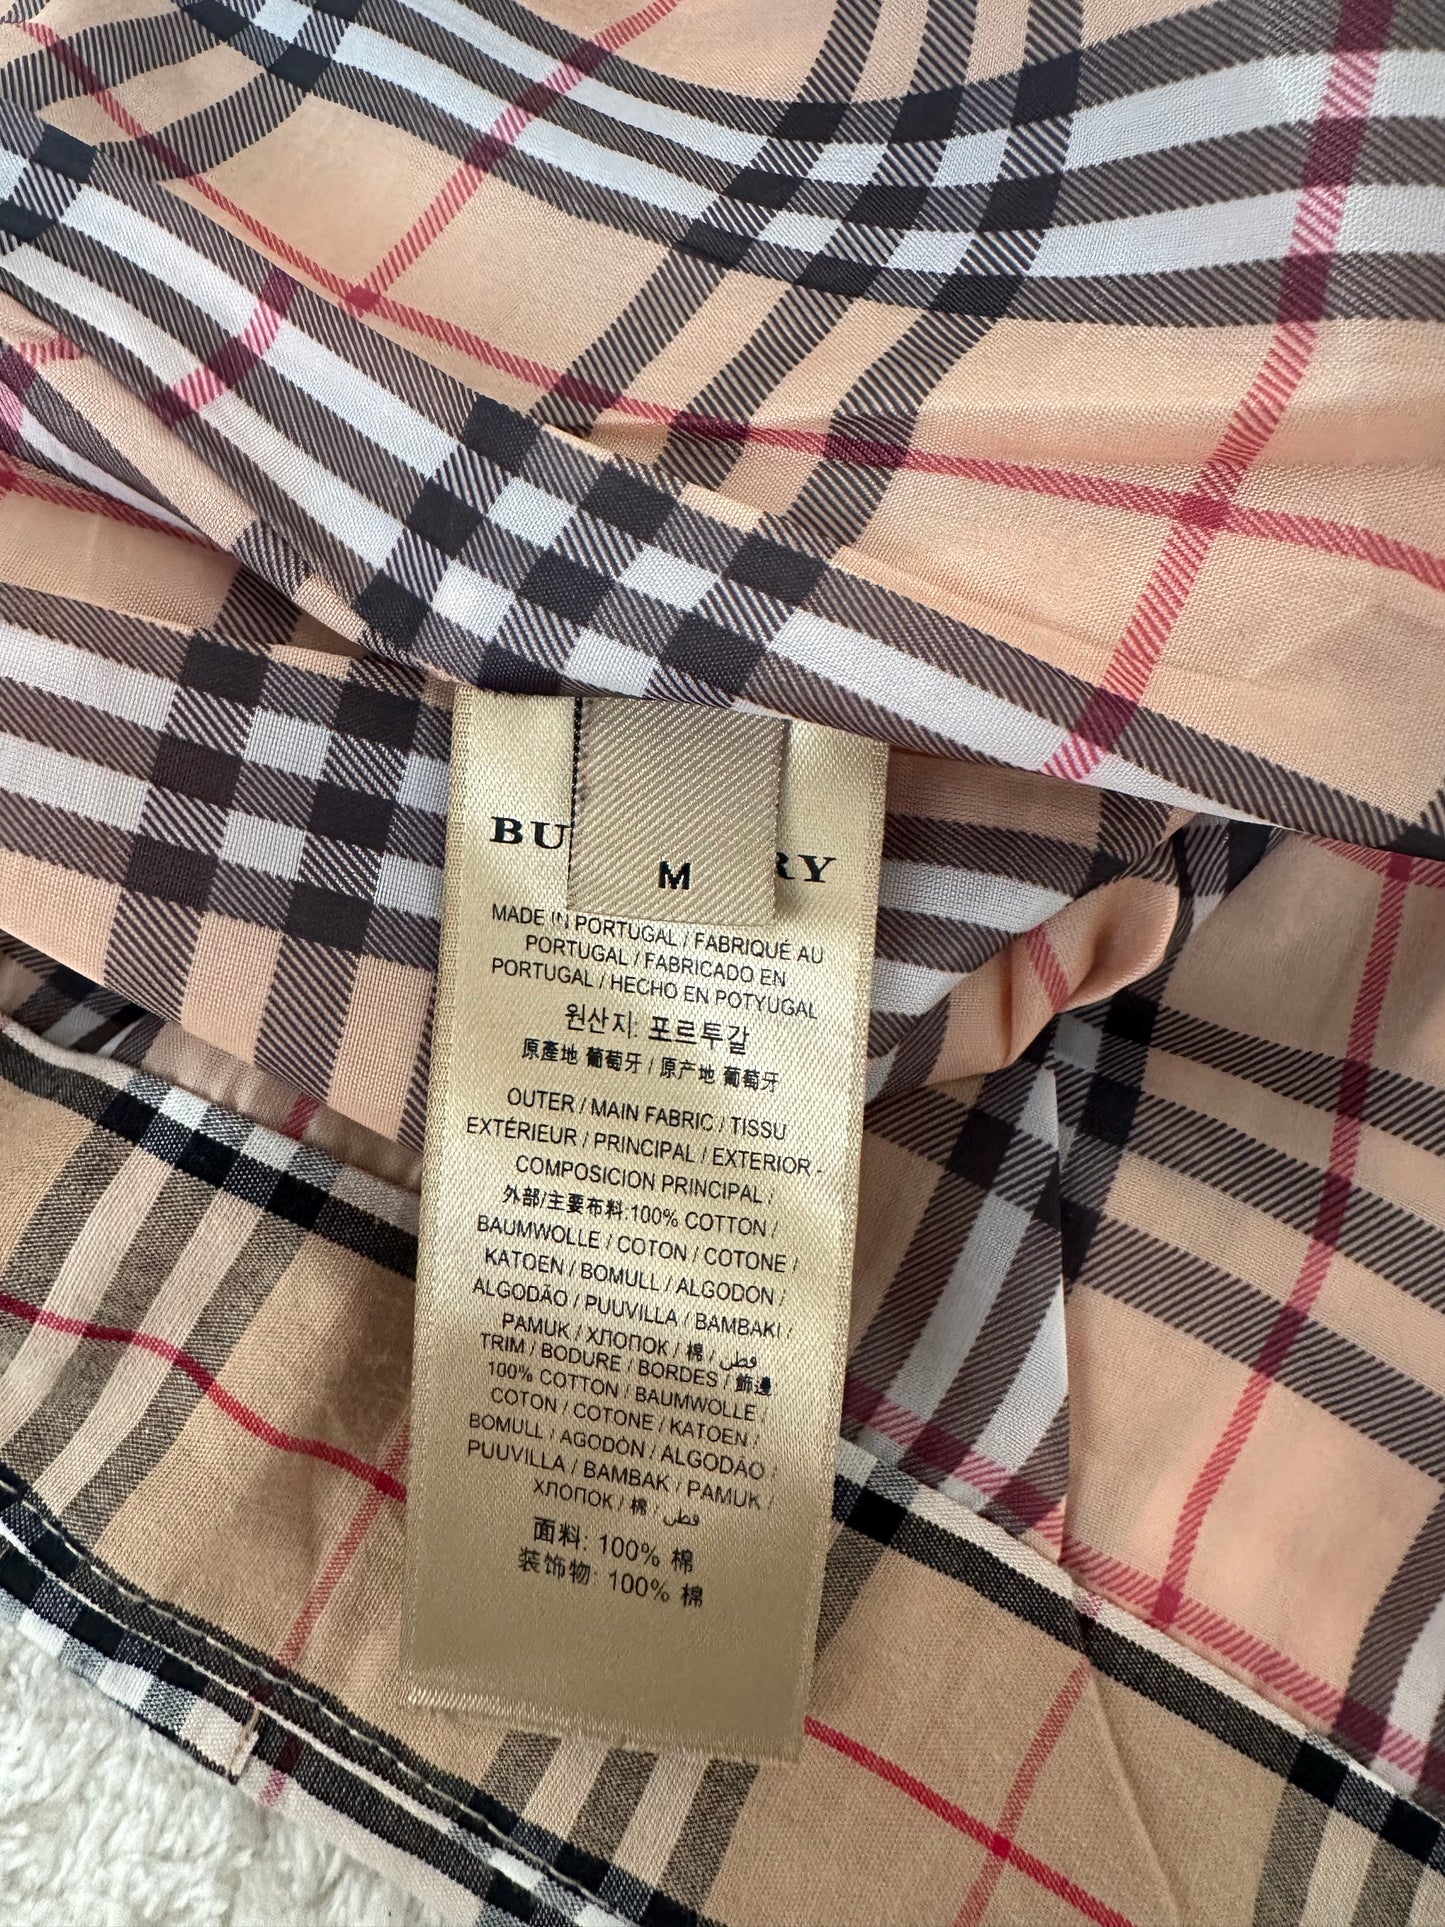 BU RY
M
MADE IN PORTUGAL / FABRIQUÉ AU
PORTUGAL / FABRICADO EN
PORTUGAL / HECHO EN POTYUGAL
원산지: 포르투갈
原產地 葡萄牙 / 原产地 葡萄牙
OUTER / MAIN FABRIC / TISSU
EXTÉRIEUR / PRINCIPAL / EXTERIOR -
COMPOSICION PRINCIPAL /
外部/主要布料:100% COTTON /
BAUMWOLLE / COTON / COTONE /
KATOEN / BOMULL / ALGODÓN /
ALGODÃO / PUUVILLA / BAMBAKI /
PAMUK / ХЛОПОК / 棉 / قطن
TRIM / BODURE / BORDES / 飾邊
100% COTTON / BAUMWOLLE /
COTON / COTONE / KATOEN /
BOMULL / AGODÓN / ALGODÃO /
PUUVILLA / BAMBAK / PAMUK /
ХЛОПОК / 棉 / قطن
面料: 100% 棉
装饰物: 100% 棉